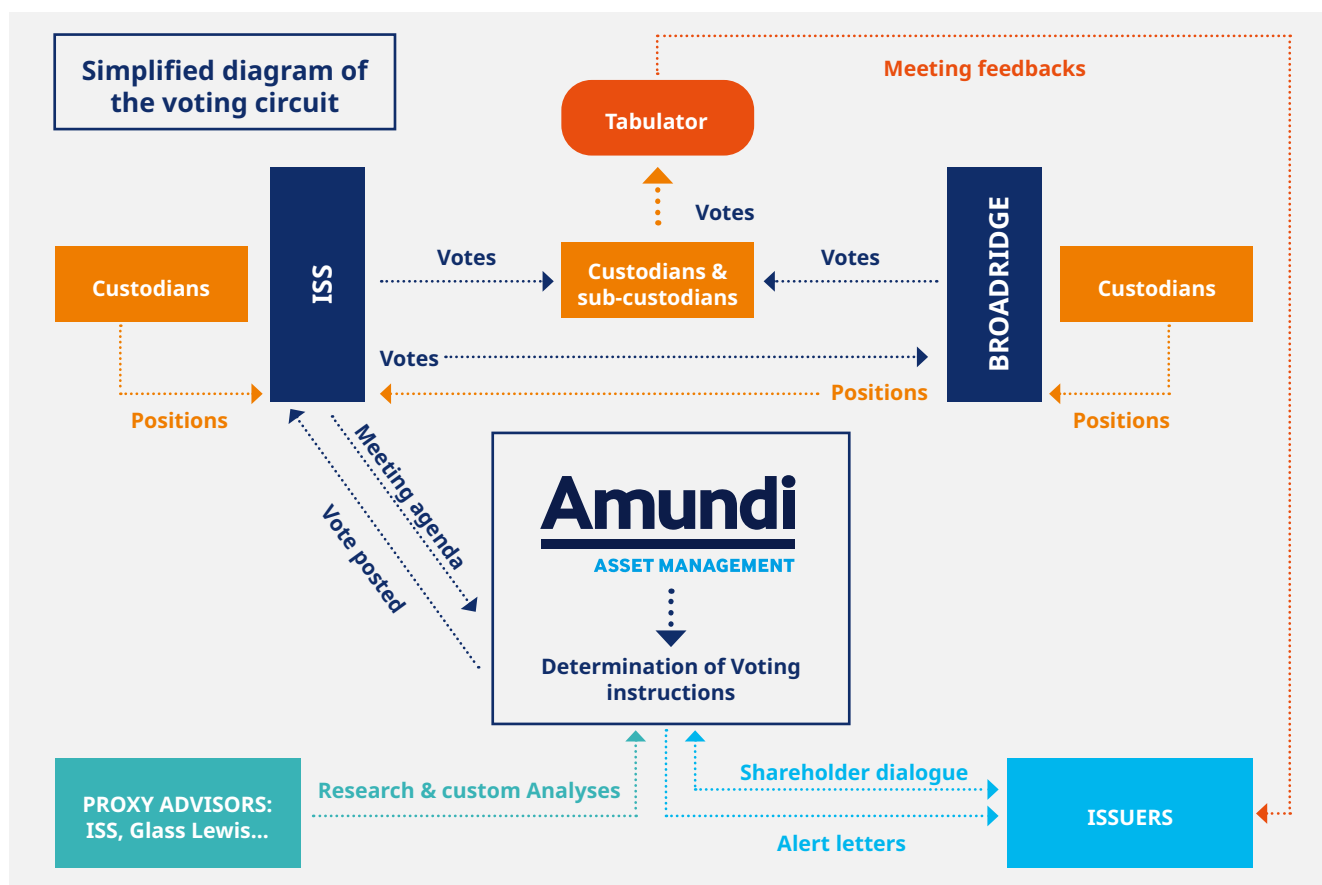 Simplified diagram of
the voting circuit
Meeting feedbacks
Tabulator
Votes
ISS
BROADRIDGE
Custodians
Votes
Custodians &
sub-custodians
Votes
Custodians
Votes
Positions
Positions
Positions
Meeting agenda
Vote posted
Amundi
ASSET MANAGEMENT
Determination of Voting
instructions
PROXY ADVISORS:
ISS, Glass Lewis...
Research & custom Analyses
Shareholder dialogue
Alert letters
ISSUERS